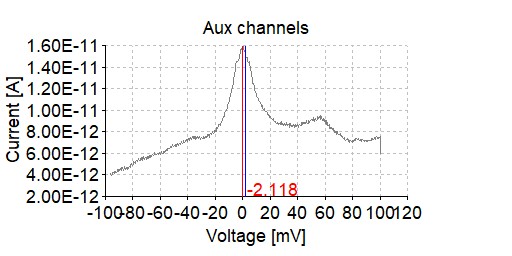 Aux channels
Current [A]
1.60E-11
1.40E-11
1.20E-11
1.00E-11
8.00E-12
6.00E-12
4.00E-12
2.00E-12
-2.118
-100 -80 -60 -40 -20 0 20 40 60 80 100 120
Voltage [mV]